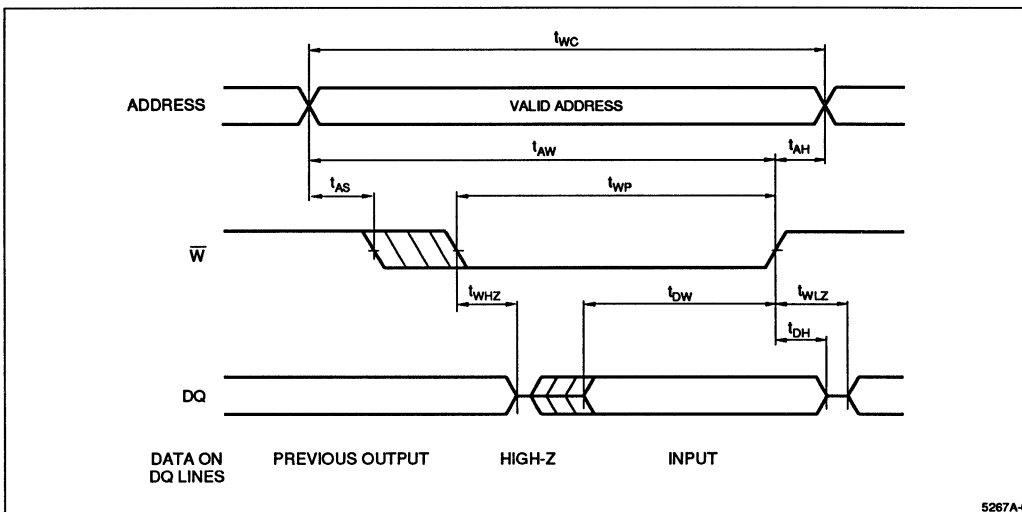 tWC
ADDRESS
VALID ADDRESS
tAW
tAH
tAS
tWP
W̅
tWHZ
tDW
tWLZ
tDH
DQ
DATA ON
DQ LINES
PREVIOUS OUTPUT
HIGH-Z
INPUT